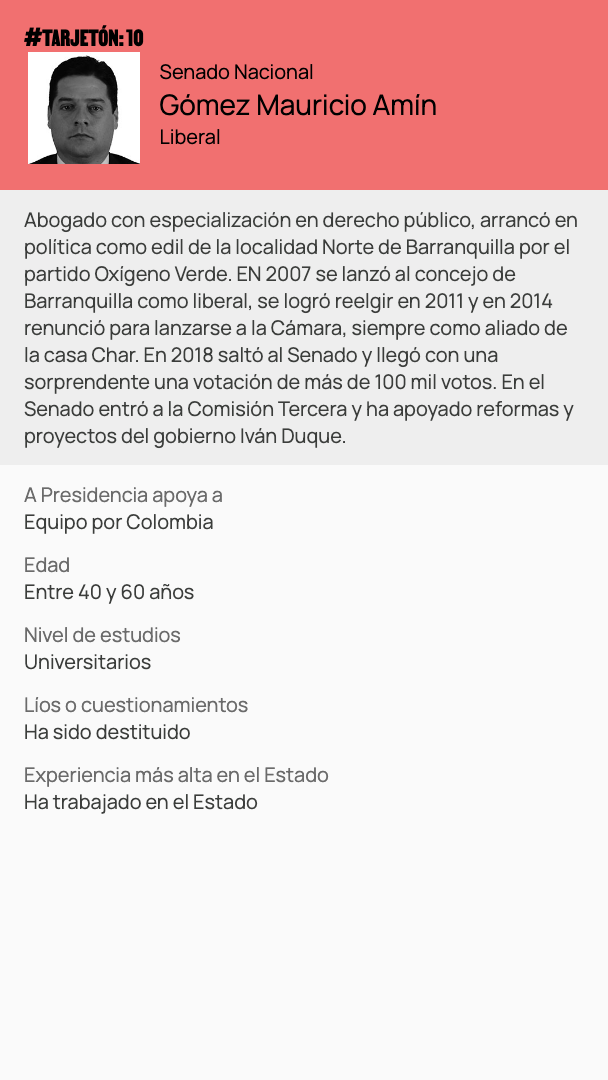 #TARJETÓN: 10
Senado Nacional
Gómez Mauricio Amín
Liberal
Abogado con especialización en derecho público, arrancó en
política como edil de la localidad Norte de Barranquilla por el
partido Oxígeno Verde. EN 2007 se lanzó al concejo de
Barranquilla como liberal, se logró reelgir en 2011 y en 2014
renunció para lanzarse a la Cámara, siempre como aliado de
la casa Char. En 2018 saltó al Senado y llegó con una
sorprendente una votación de más de 100 mil votos. En el
Senado entró a la Comisión Tercera y ha apoyado reformas y
proyectos del gobierno Iván Duque.
A Presidencia apoya a
Equipo por Colombia
Edad
Entre 40 y 60 años
Nivel de estudios
Universitarios
Líos o cuestionamientos
Ha sido destituido
Experiencia más alta en el Estado
Ha trabajado en el Estado